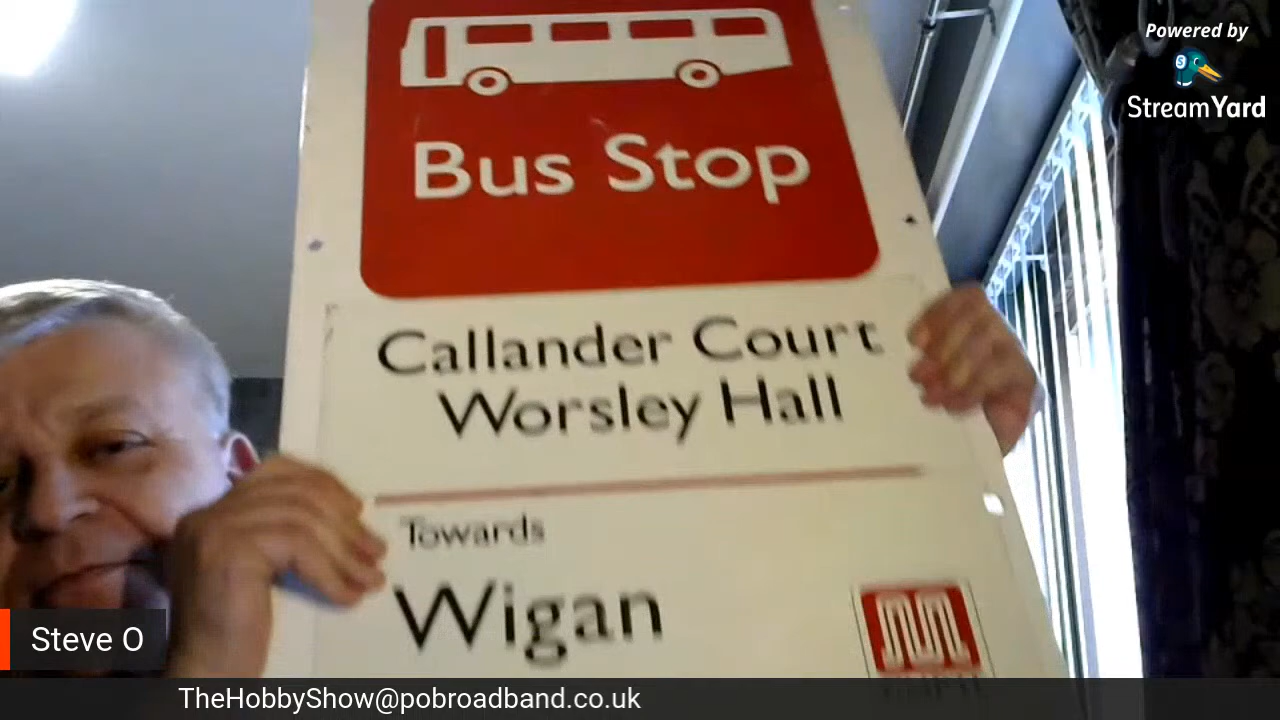 Powered by
StreamYard
Bus Stop
Callander Court
Worsley Hall
Towards
Wigan
Steve O
TheHobbyShow@pobroadband.co.uk